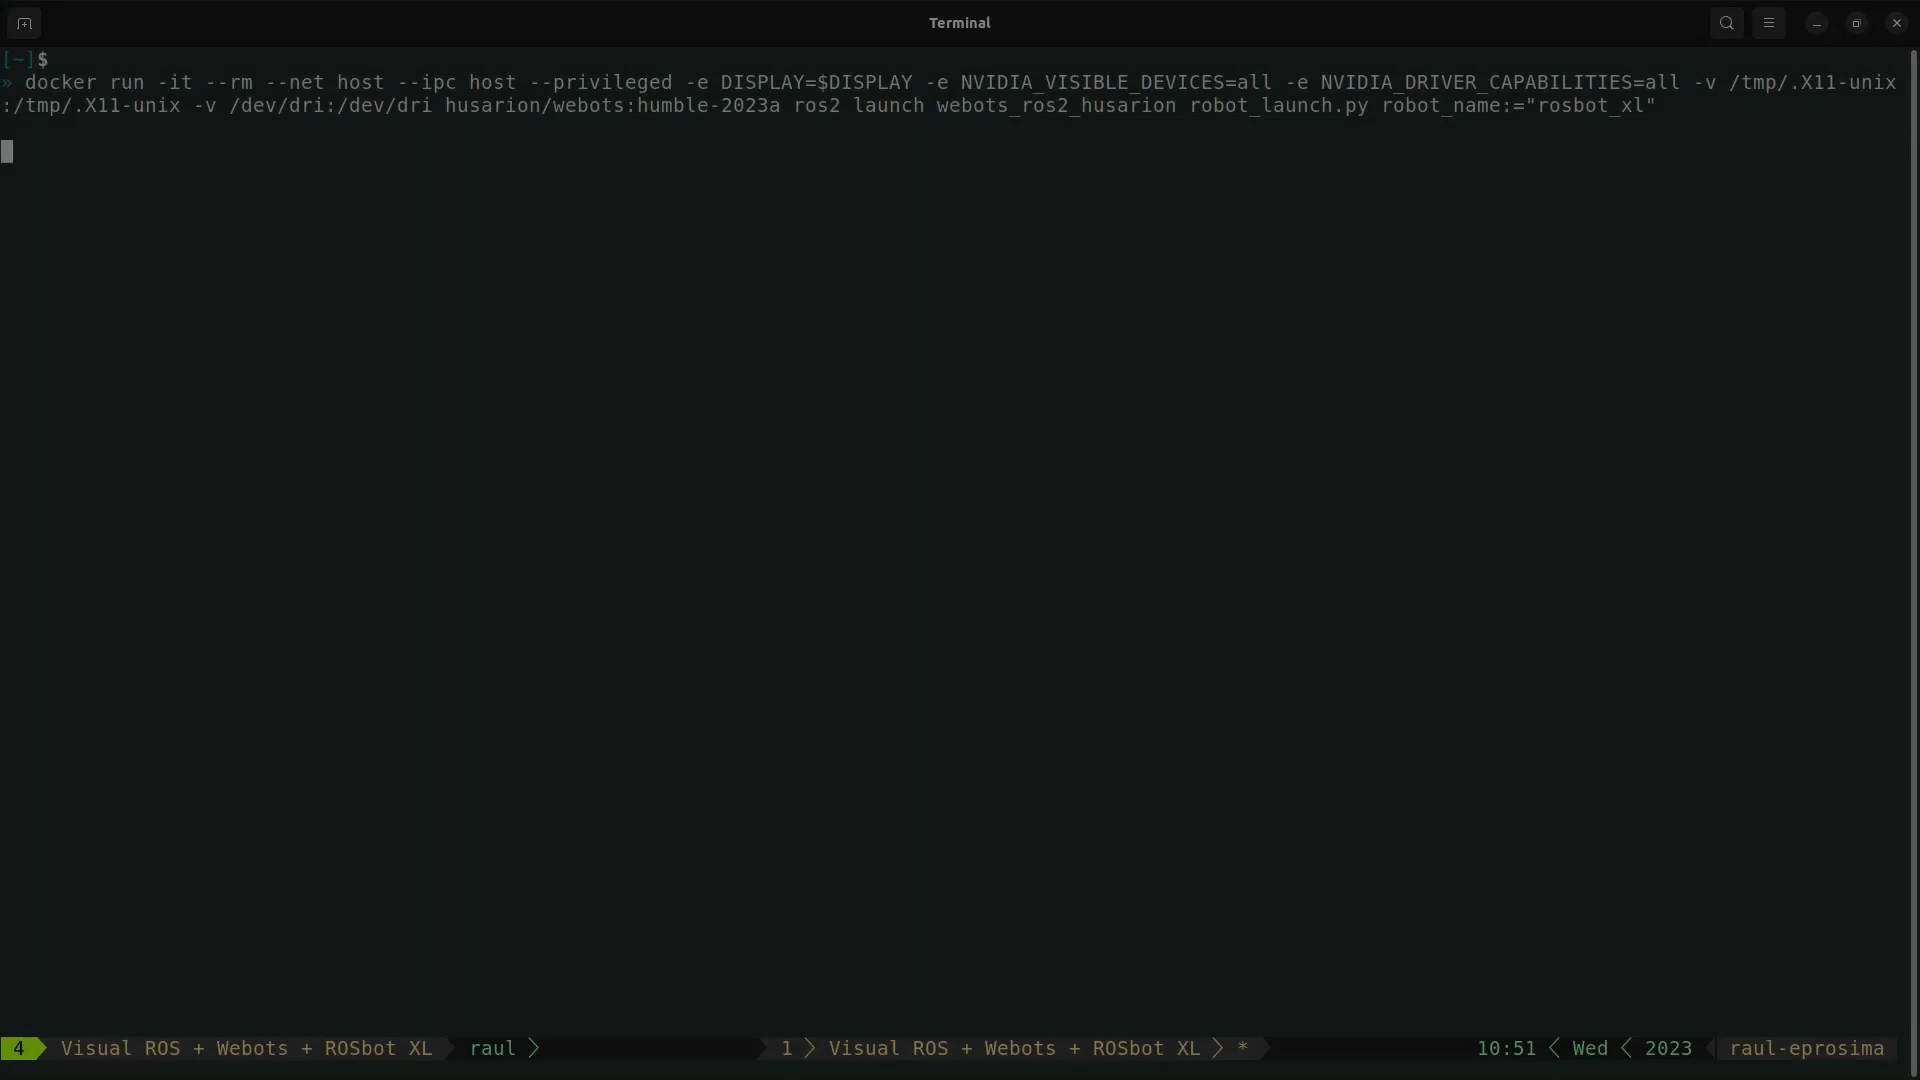 Terminal
[~]$
» docker run -it --rm --net host --ipc host --privileged -e DISPLAY=$DISPLAY -e NVIDIA_VISIBLE_DEVICES=all -e NVIDIA_DRIVER_CAPABILITIES=all -v /tmp/.X11-unix
:/tmp/.X11-unix -v /dev/dri:/dev/dri husarion/webots:humble-2023a ros2 launch webots_ros2_husarion robot_launch.py robot_name:="rosbot_xl"
4 Visual ROS + Webots + ROSbot XL raul 1 Visual ROS + Webots + ROSbot XL * 10:51 Wed 2023 raul-eprosima